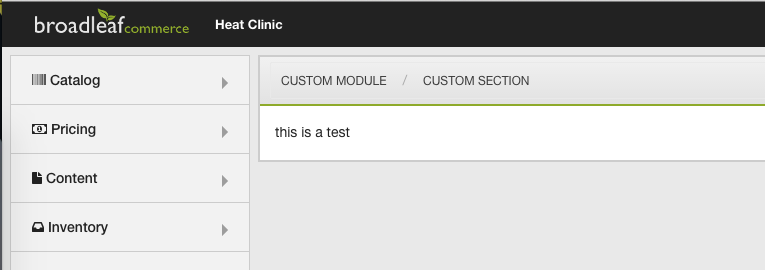 broadleafcommerce Heat Clinic
Catalog
Pricing
Content
Inventory
CUSTOM MODULE / CUSTOM SECTION
this is a test